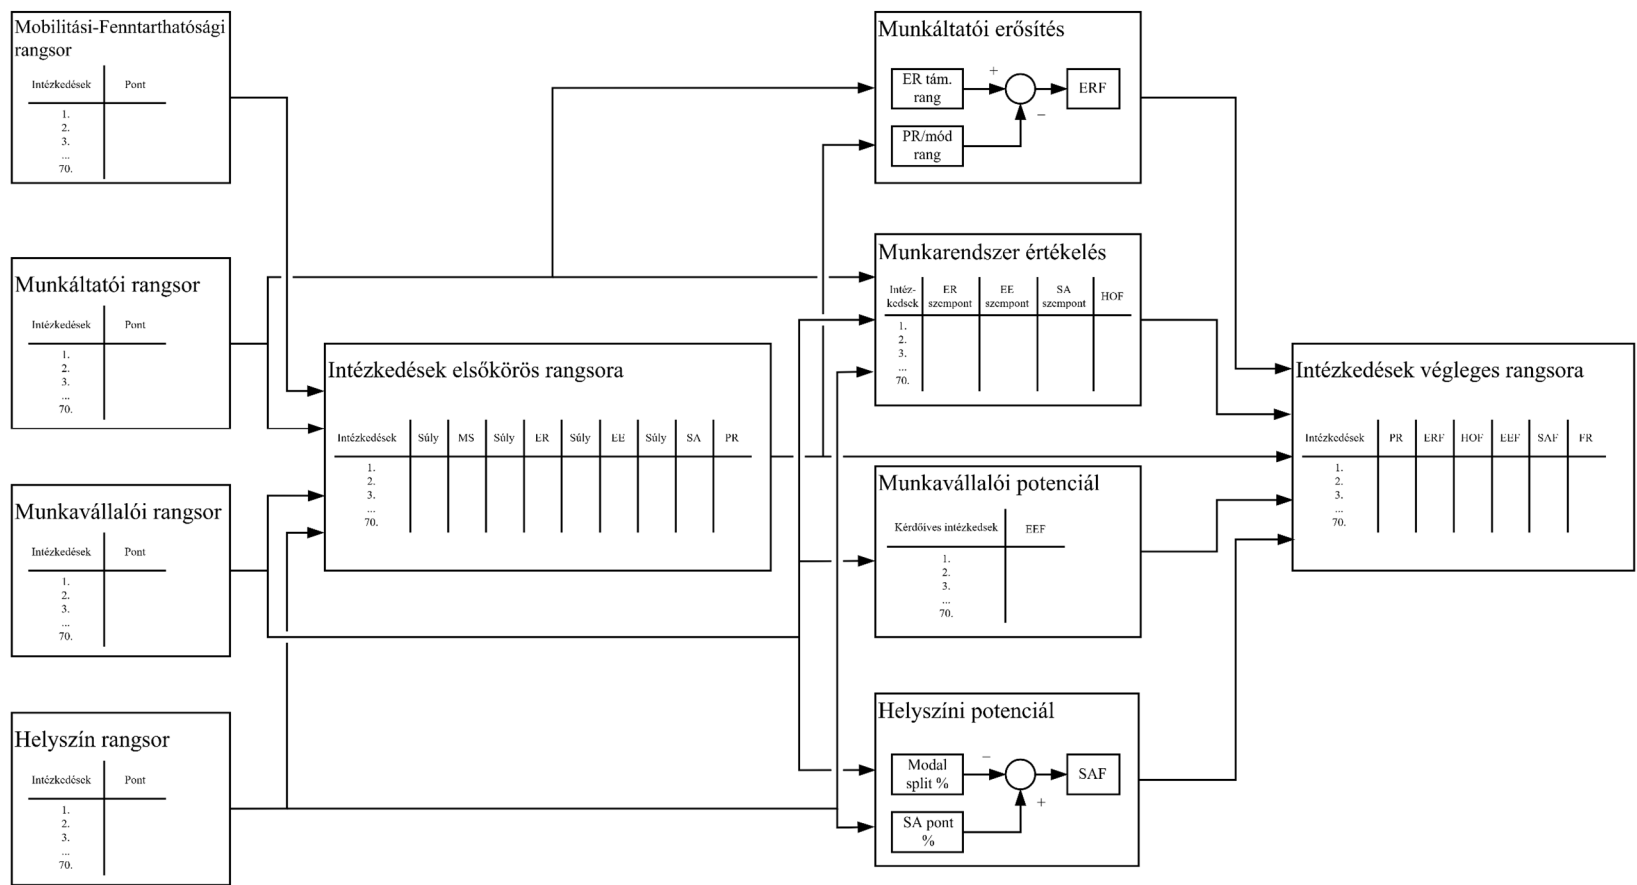 Mobilitási-Fenntarthatósági
rangsor
Intézkedések Pont
1.
2.
3.
...
70.
Munkáltatói rangsor
Intézkedések Pont
1.
2.
3.
...
70.
Munkavállalói rangsor
Intézkedések Pont
1.
2.
3.
...
70.
Helyszín rangsor
Intézkedések Pont
1.
2.
3.
...
70.
Intézkedések elsőkörös rangsora
Intézkedések Súly MS Súly ER Súly EE Súly SA PR
1.
2.
3.
...
70.
Munkáltatói erősítés
ER tám.
rang
+
−
ERF
PR/mód
rang
Munkarendszer értékelés
Intéz-
kedsek
ER
szempont
EE
szempont
SA
szempont
HOF
1.
2.
3.
...
70.
Munkavállalói potenciál
Kérdőíves intézkedsek EEF
1.
2.
3.
...
70.
Helyszíni potenciál
Modal
split %
−
+
SAF
SA pont
%
Intézkedések végleges rangsora
Intézkedések PR ERF HOF EEF SAF FR
1.
2.
3.
...
70.